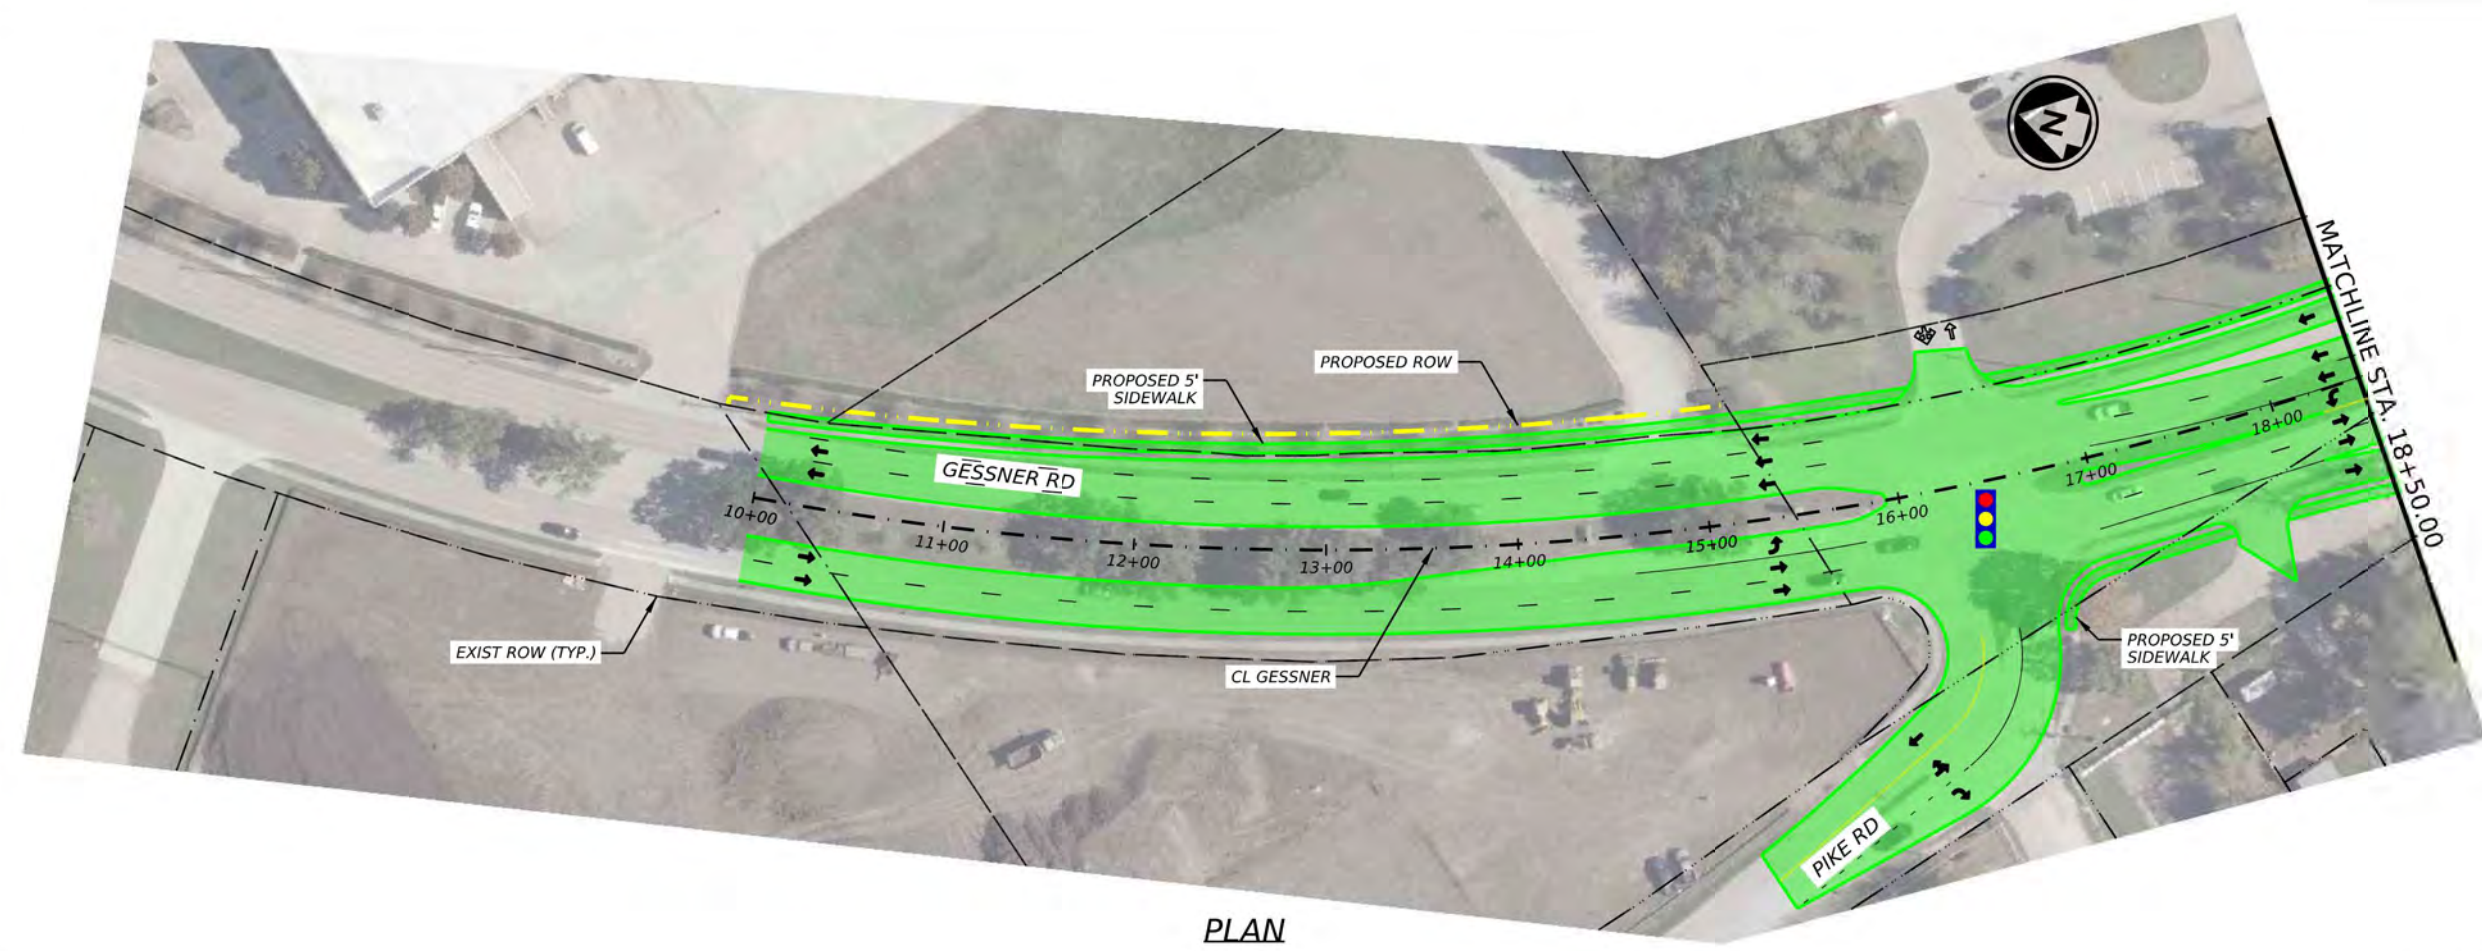 N
MATCHLINE STA. 18+50.00
PROPOSED ROW
PROPOSED 5'
SIDEWALK
GESSNER RD
10+00
11+00
12+00
13+00
14+00
15+00
16+00
17+00
18+00
EXIST ROW (TYP.)
CL GESSNER
PROPOSED 5'
SIDEWALK
PIKE RD
PLAN